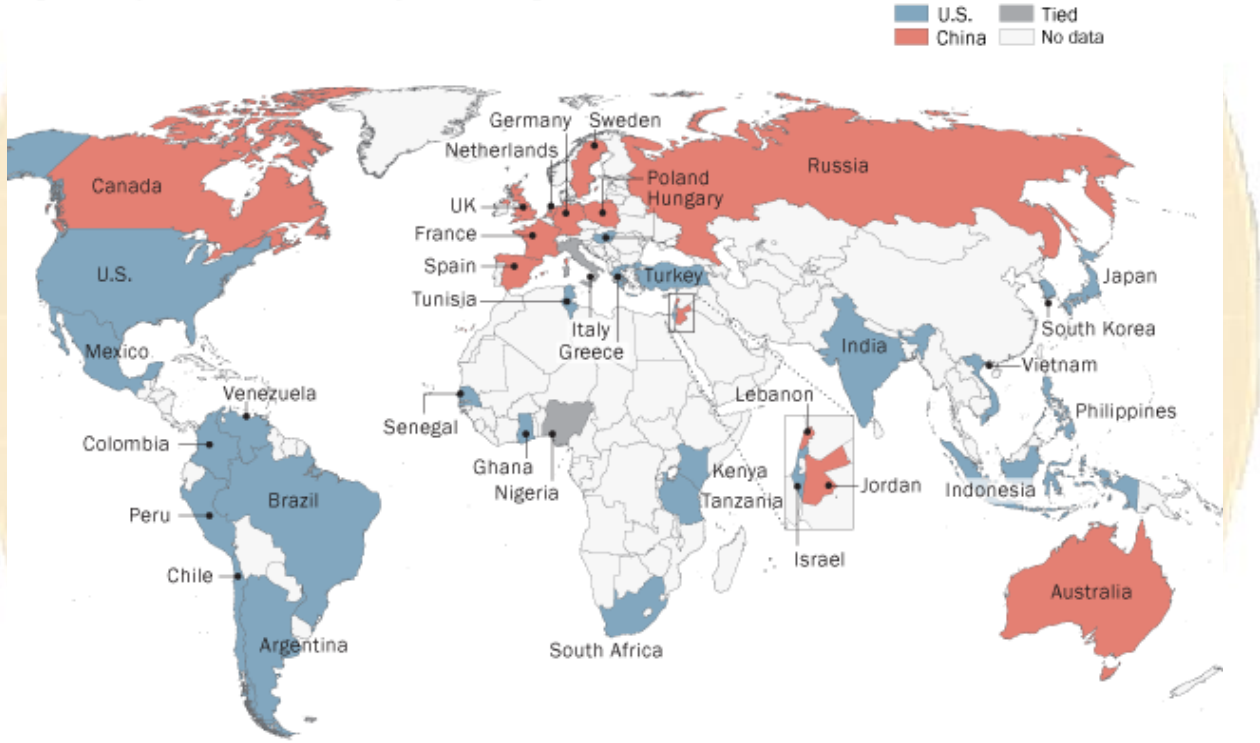 U.S.
Tied
China
No data
Germany
Sweden
Netherlands
Poland
Hungary
Russia
Canada
UK
France
Spain
Turkey
U.S.
Japan
Tunisia
Italy
Greece
South Korea
Mexico
India
Vietnam
Venezuela
Lebanon
Philippines
Senegal
Colombia
Ghana
Kenya
Nigeria
Tanzania
Jordan
Indonesia
Brazil
Peru
Israel
Chile
Australia
Argentina
South Africa